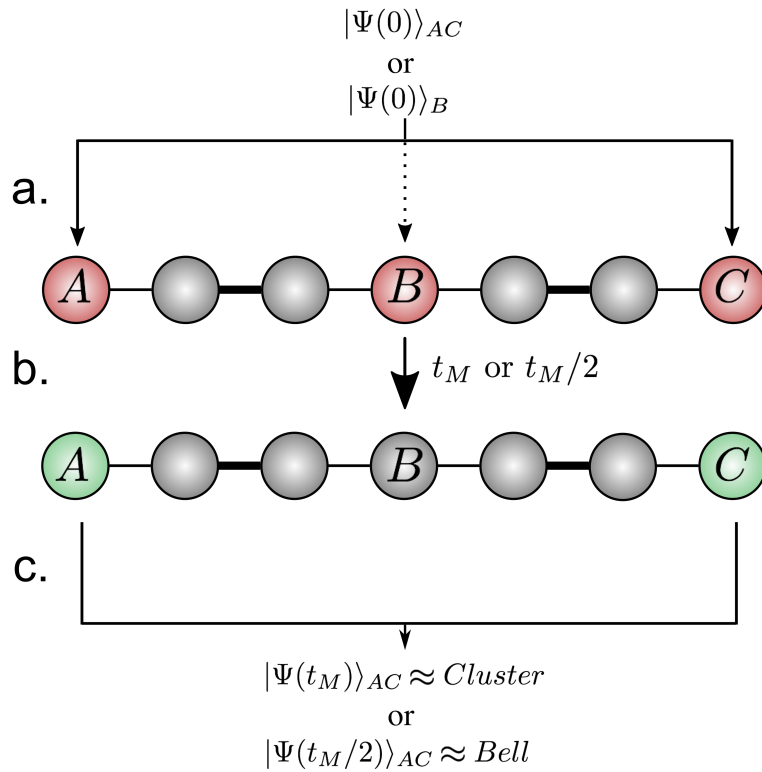 |Ψ(0)⟩_{AC}
or
|Ψ(0)⟩_B
a.
A B C
b.
t_M or t_M/2
A B C
c.
|Ψ(t_M)⟩_{AC} ≈ Cluster
or
|Ψ(t_M/2)⟩_{AC} ≈ Bell